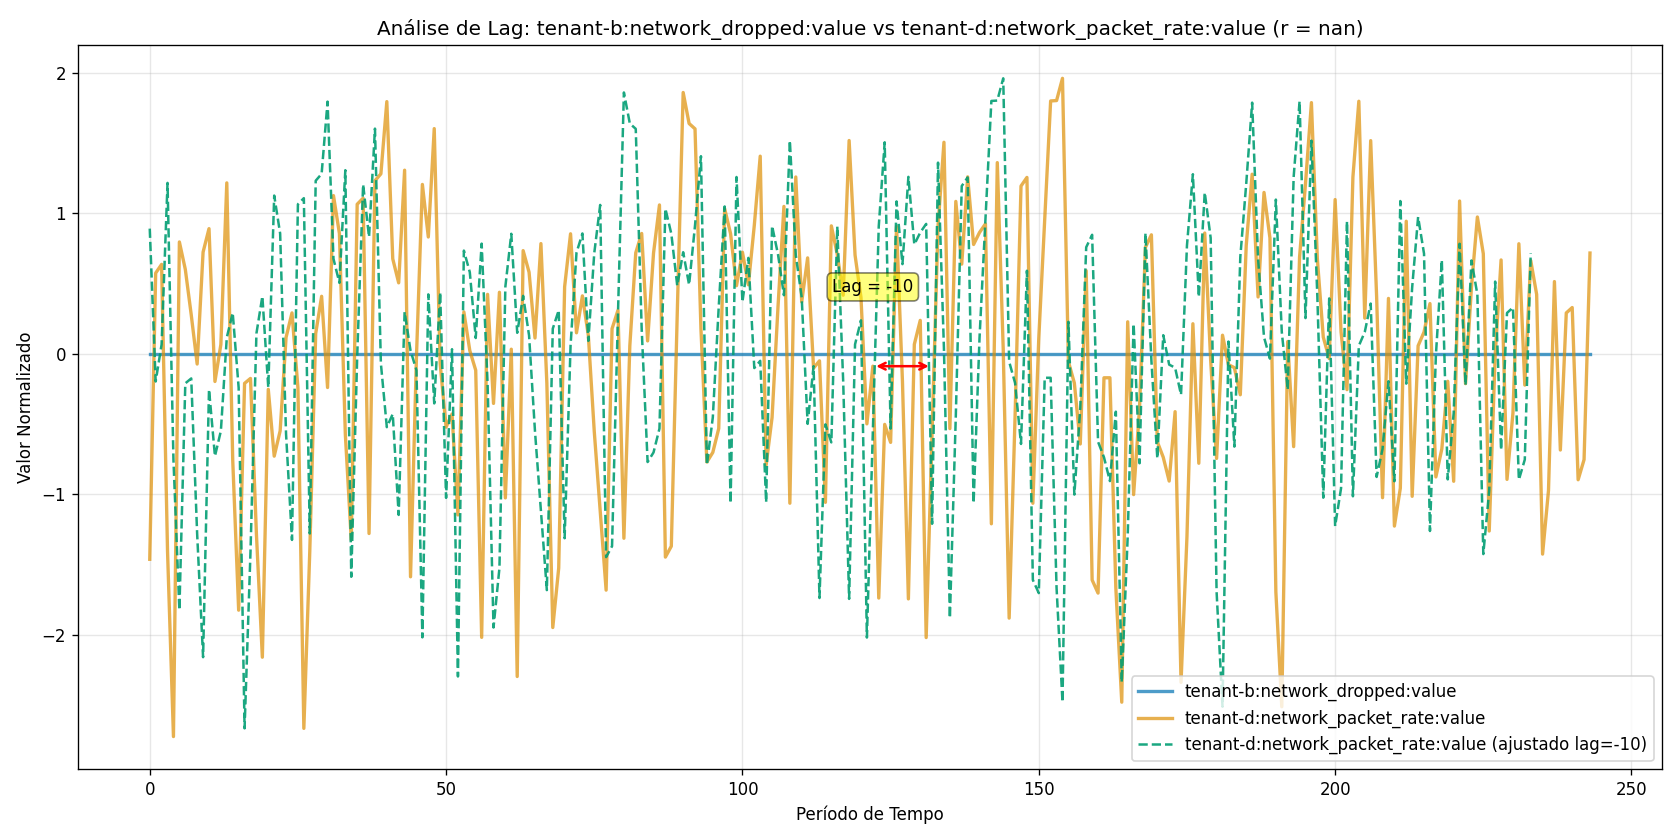 Análise de Lag: tenant-b:network_dropped:value vs tenant-d:network_packet_rate:value (r = nan)
Valor Normalizado
2
1
0
−1
−2
Lag = -10
tenant-b:network_dropped:value
tenant-d:network_packet_rate:value
tenant-d:network_packet_rate:value (ajustado lag=-10)
0 50 100 150 200 250
Período de Tempo